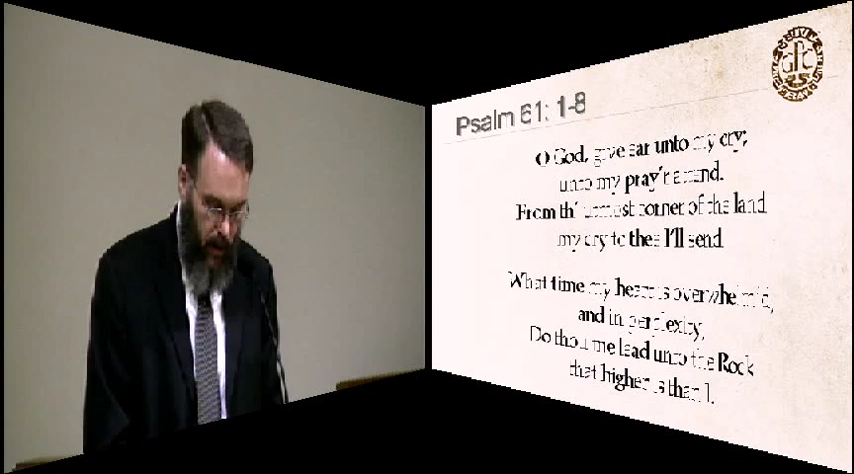 Psalm 61: 1-8
O God, give ear unto my cry;
unto my pray'r attend.
From th' utmost corner of the land
my cry to thee I'll send
What time my heart is overwhelm'd,
and in perplexity,
Do thou me lead unto the Rock
that higher is than I.
GPC